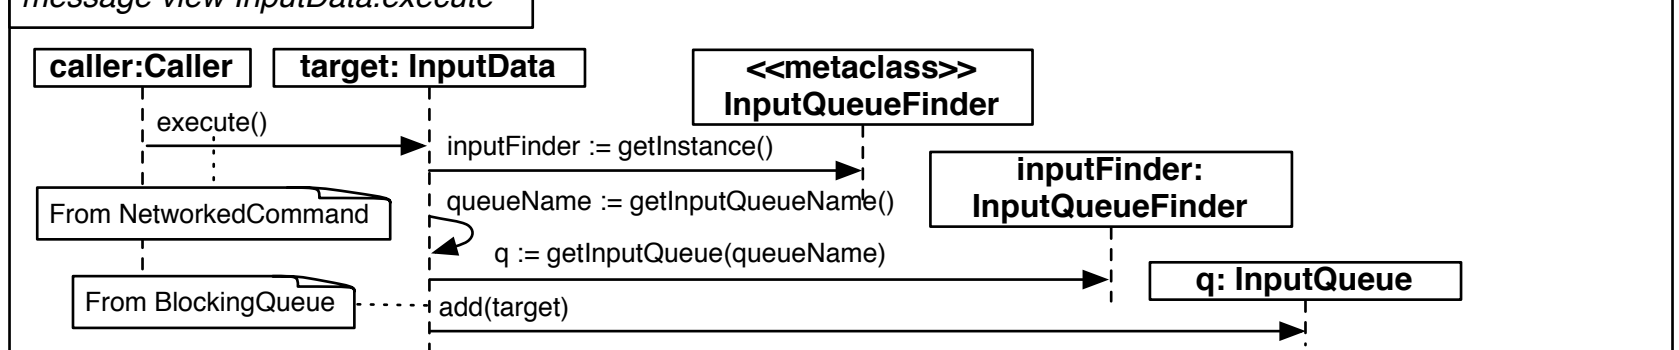 message view InputData.execute
caller:Caller
target: InputData
<<metaclass>>
InputQueueFinder
execute()
inputFinder := getInstance()
inputFinder:
InputQueueFinder
From NetworkedCommand
queueName := getInputQueueName()
q := getInputQueue(queueName)
q: InputQueue
From BlockingQueue
add(target)